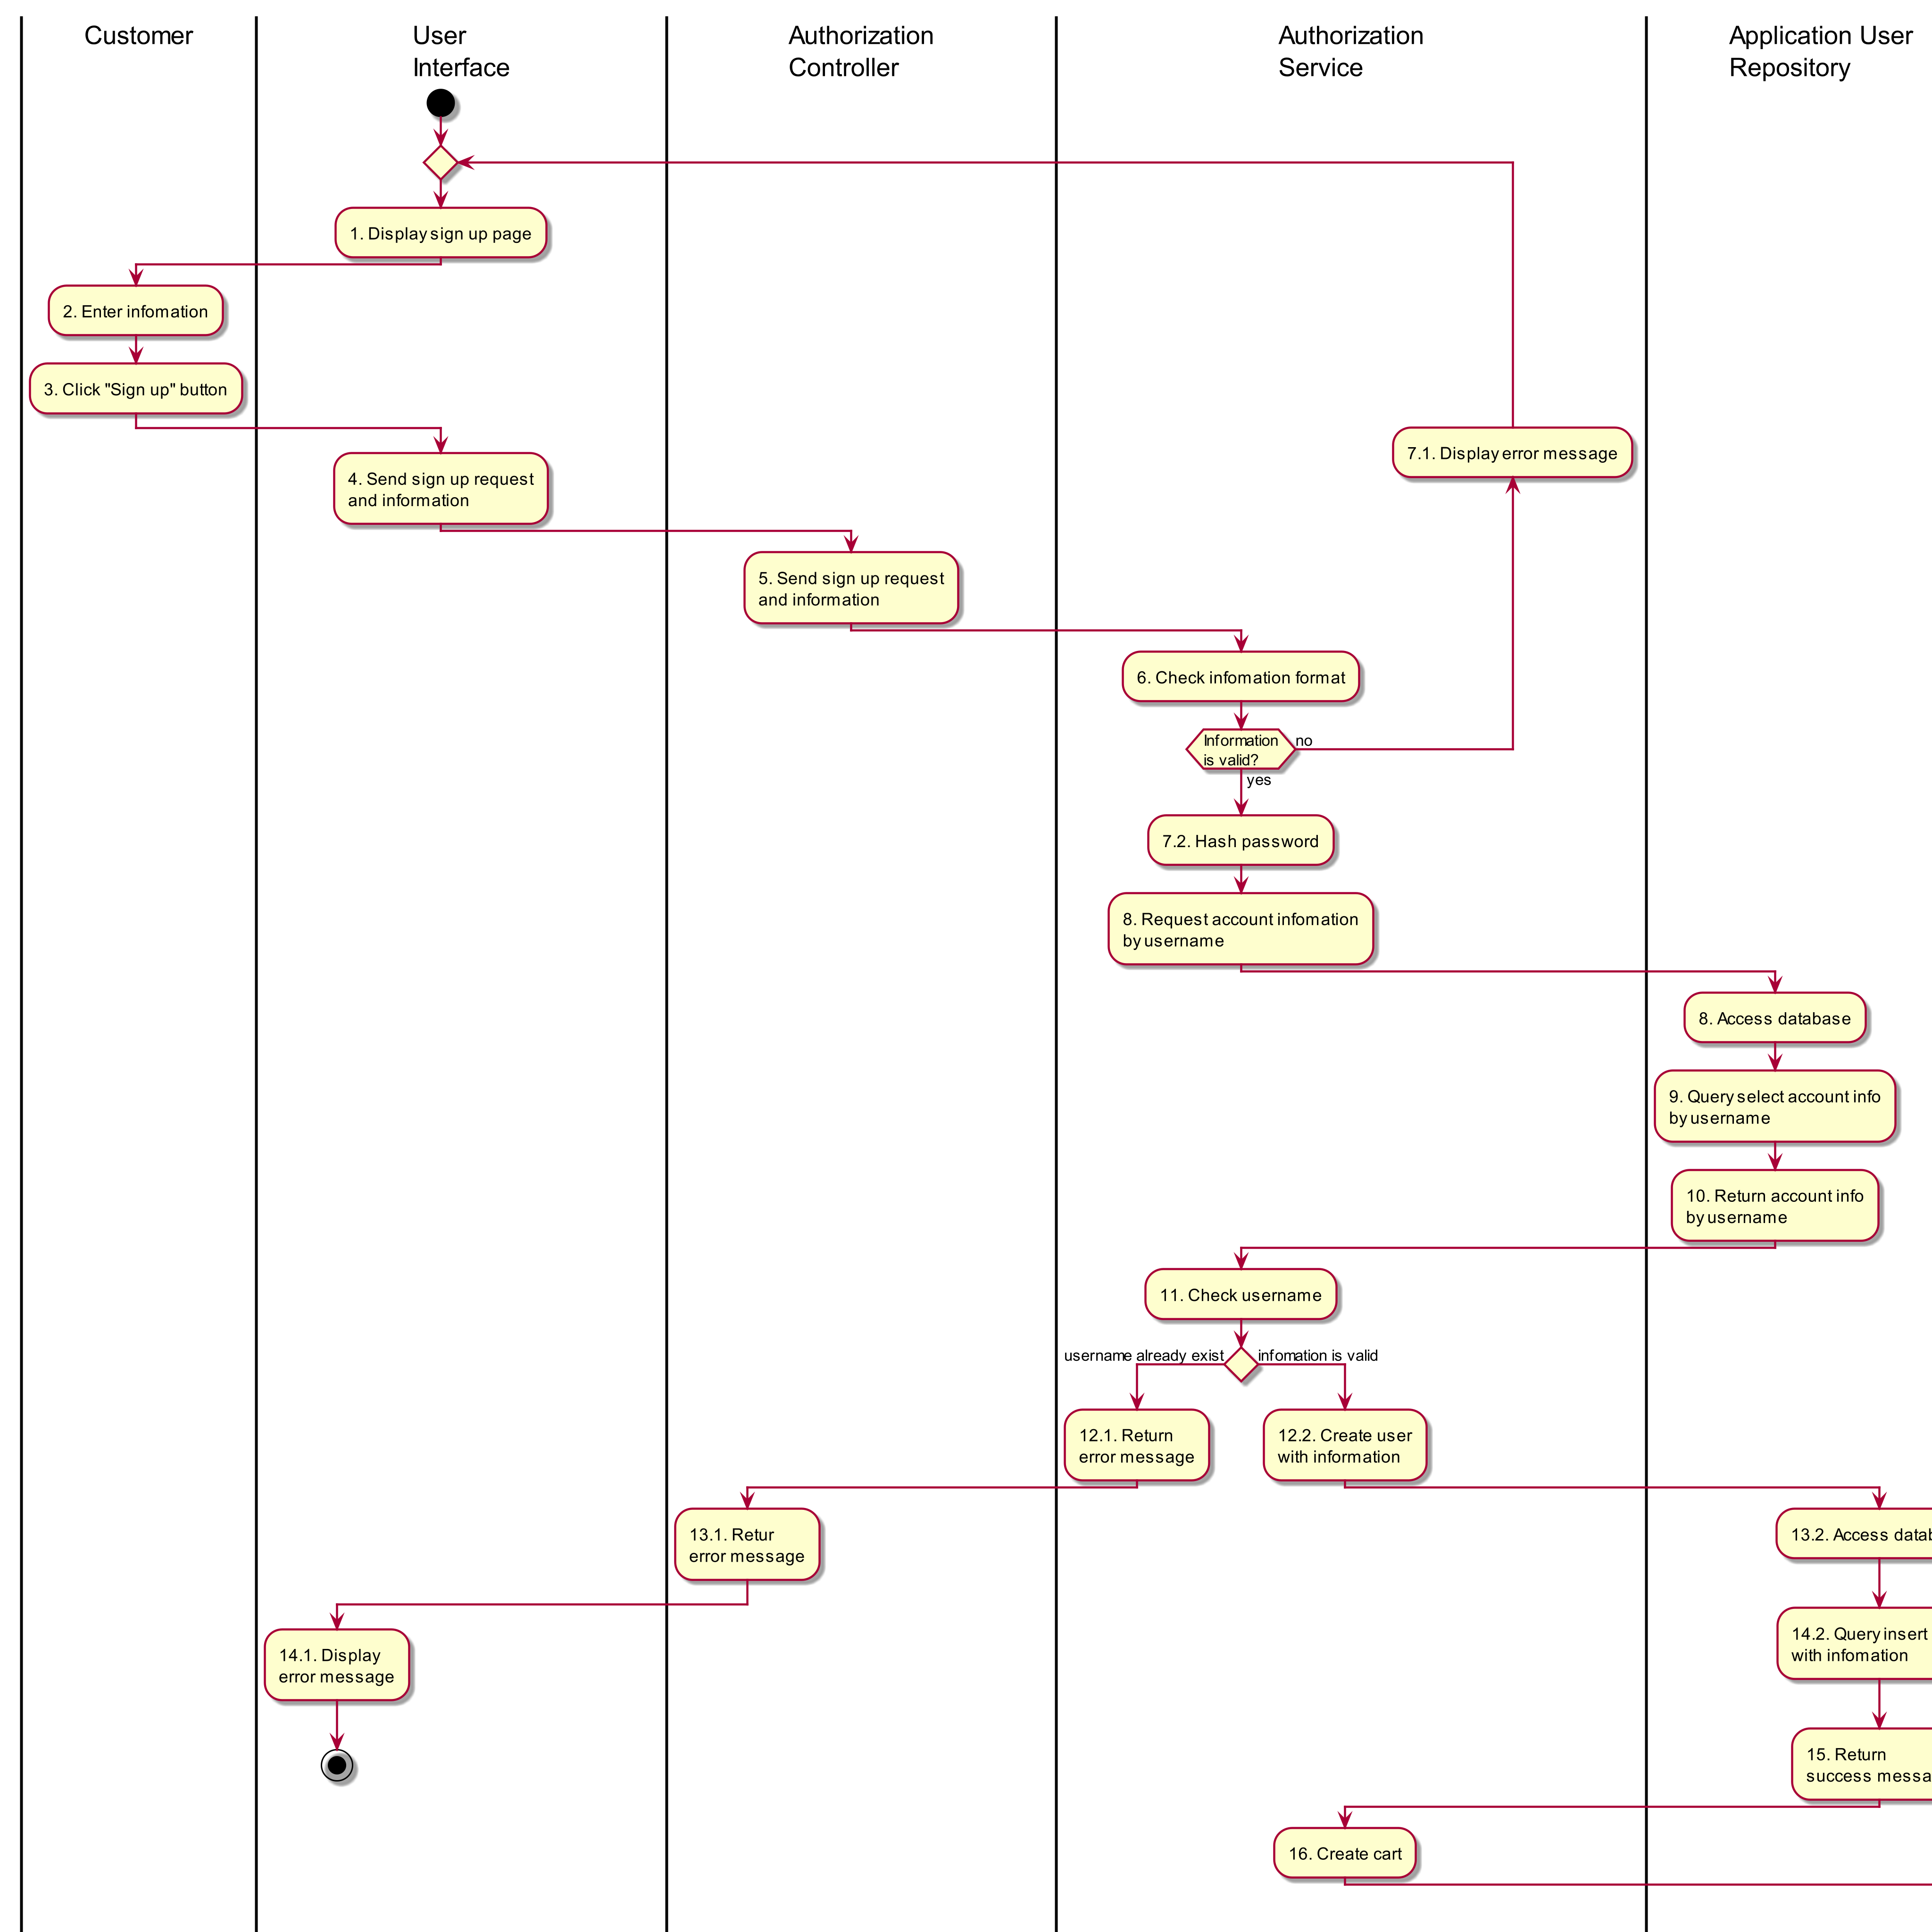 Customer
User
Interface
Authorization
Controller
Authorization
Service
Application User
Repository
1. Display sign up page
2. Enter infomation
3. Click "Sign up" button
7.1. Display error message
4. Send sign up request
and information
5. Send sign up request
and information
6. Check infomation format
Information
is valid?
no
yes
7.2. Hash password
8. Request account infomation
by username
8. Access database
9. Query select account info
by username
10. Return account info
by username
11. Check username
username already exist
infomation is valid
12.1. Return
error message
12.2. Create user
with information
13.1. Retur
error message
13.2. Access datab
14.1. Display
error message
14.2. Query insert
with infomation
15. Return
success messa
16. Create cart